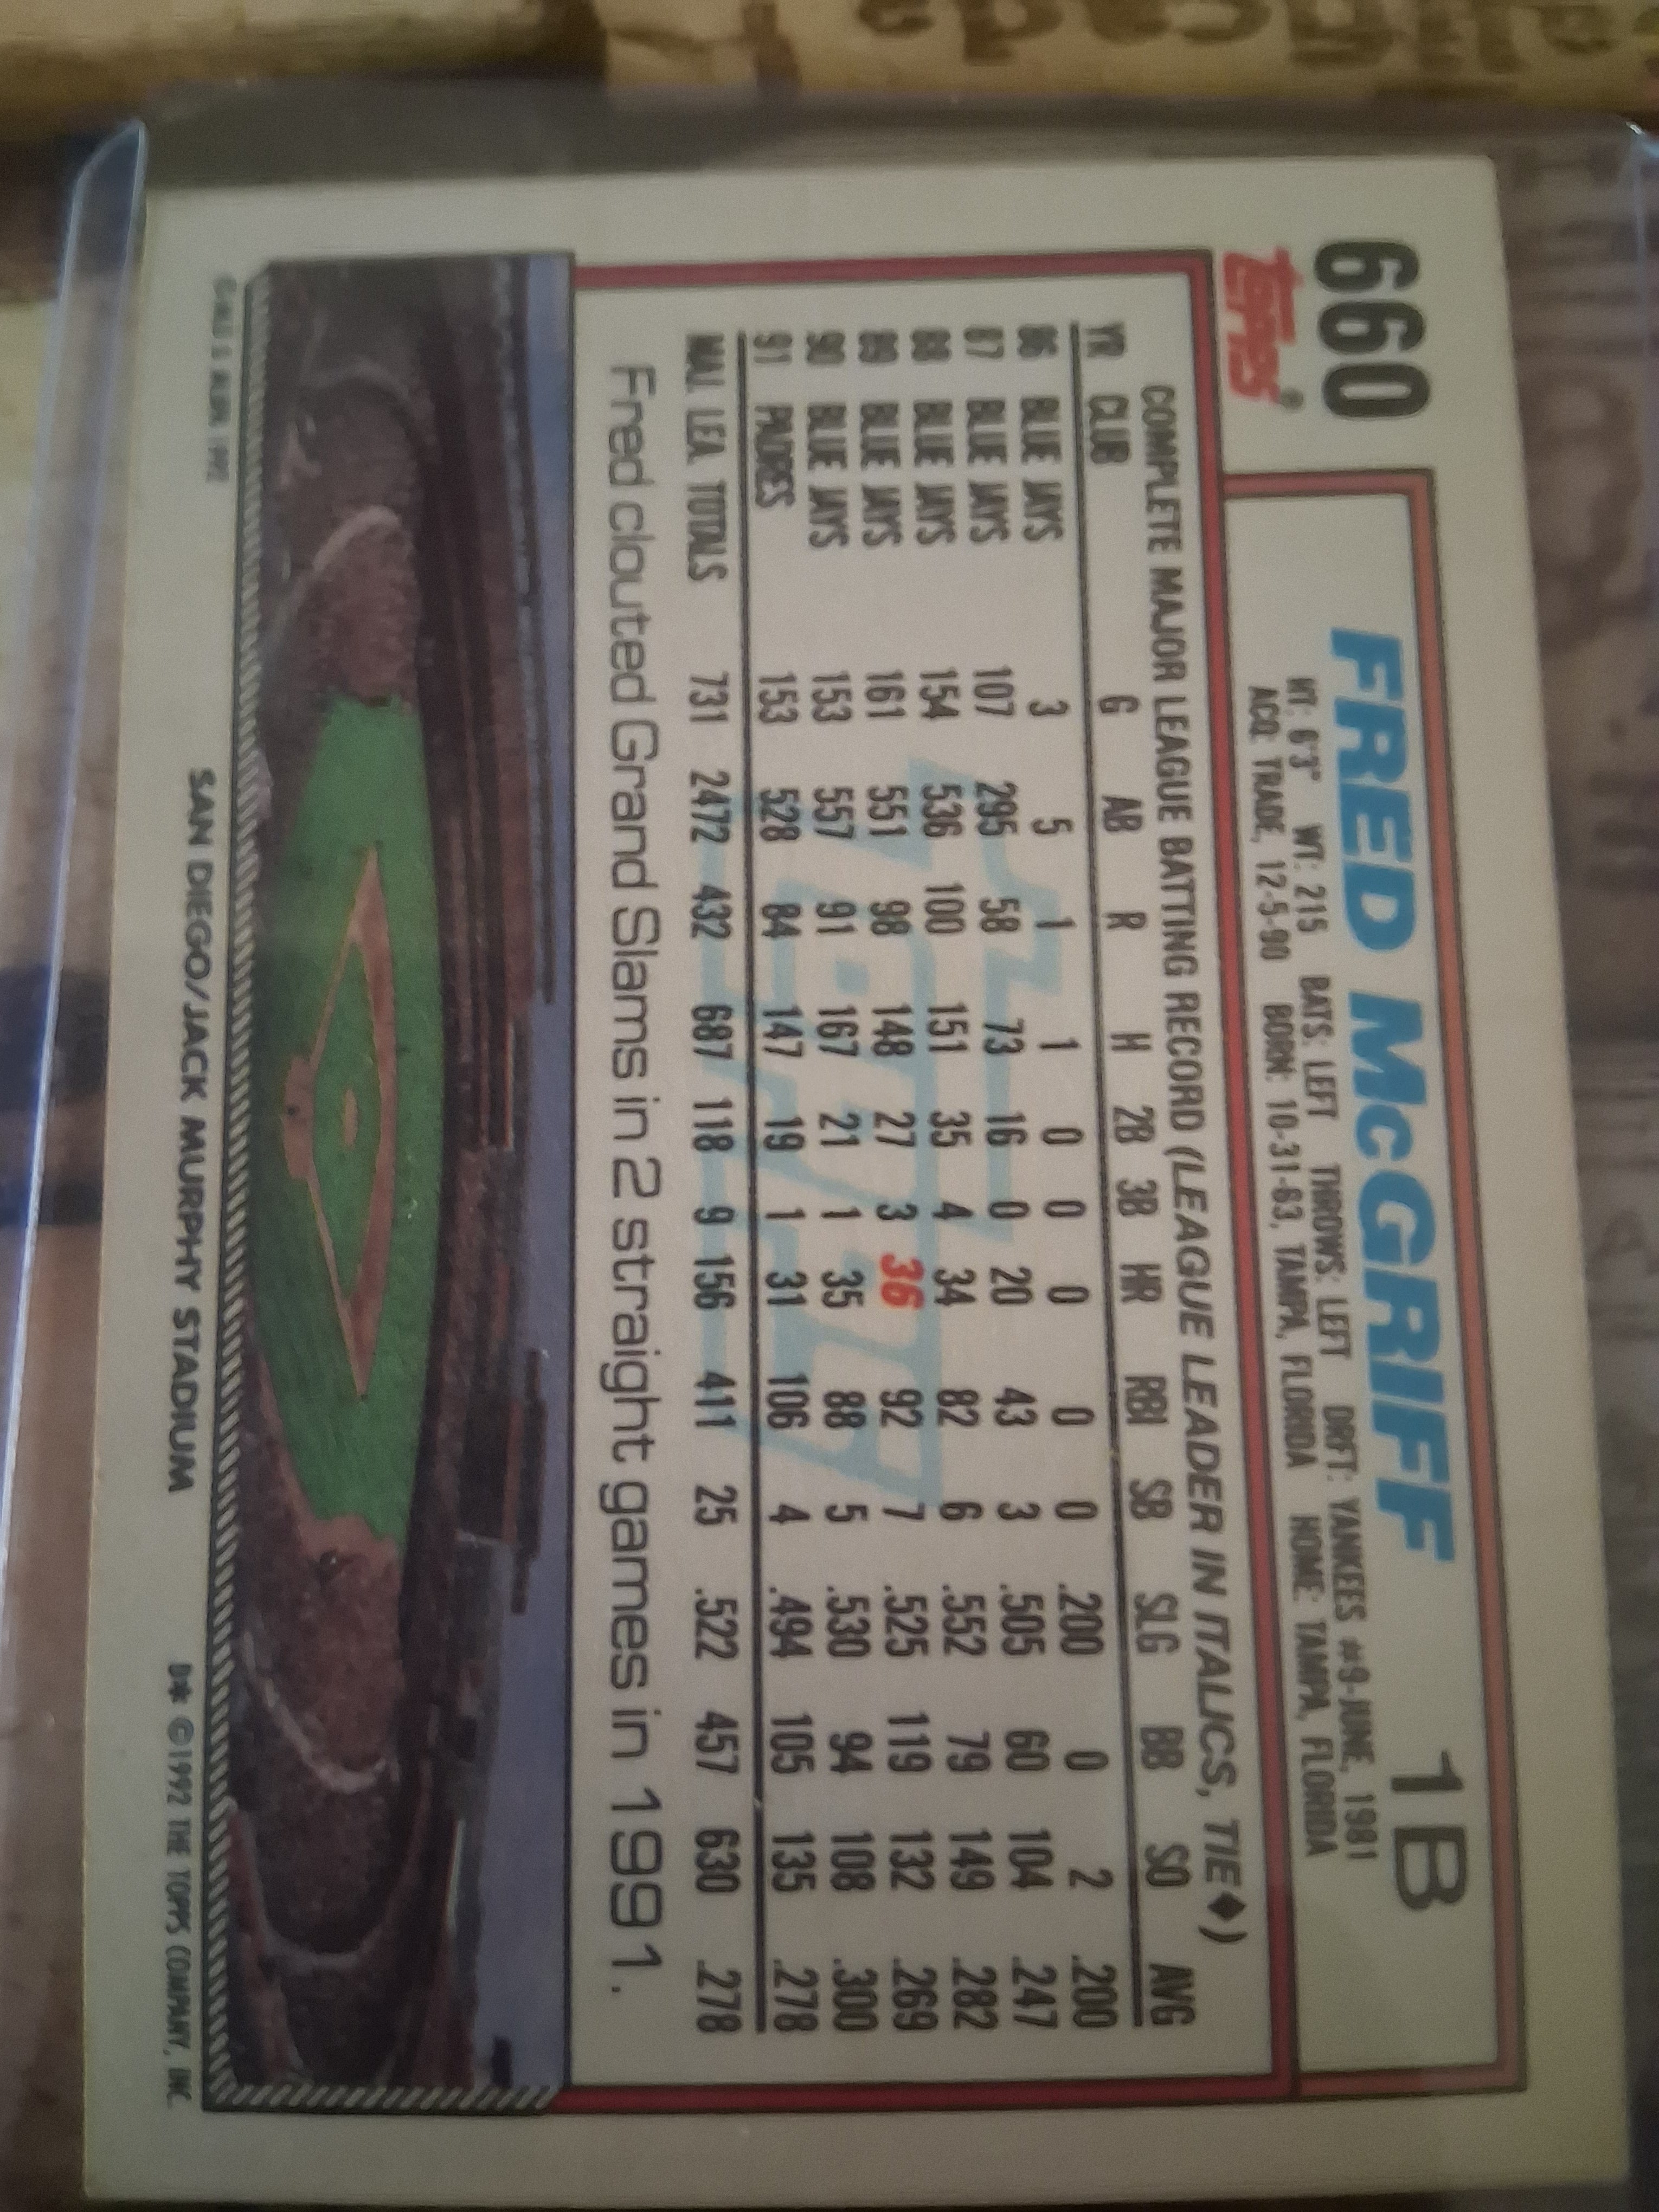 660
FRED McGRIFF 1B
HT: 6'3" WT: 215 BATS: LEFT THROWS: LEFT DRFT: YANKEES #9-JUNE, 1981
ACQ: TRADE, 12-5-90 BORN: 10-31-63, TAMPA, FLORIDA HOME: TAMPA, FLORIDA
TOPPS®
COMPLETE MAJOR LEAGUE BATTING RECORD (LEAGUE LEADER IN ITALICS, TIE♦)
YR CLUB G AB R H 2B 3B HR RBI SB SLG BB SO AVG
86 BLUE JAYS 3 5 1 1 0 0 0 0 0 .200 0 2 .200
87 BLUE JAYS 107 295 58 73 16 0 20 43 3 .505 60 104 .247
88 BLUE JAYS 154 536 100 151 35 4 34 82 6 .552 79 149 .282
89 BLUE JAYS 161 551 98 148 27 3 36 92 7 .525 119 132 .269
90 BLUE JAYS 153 557 91 167 21 1 35 88 5 .530 94 108 .300
91 PADRES 153 528 84 147 19 1 31 106 4 .494 105 135 .278
MAJ. LEA. TOTALS 731 2472 432 687 118 9 156 411 25 .522 457 630 .278
Fred clouted Grand Slams in 2 straight games in 1991.
SAN DIEGO/JACK MURPHY STADIUM
B* ©1992 THE TOPPS COMPANY, INC.